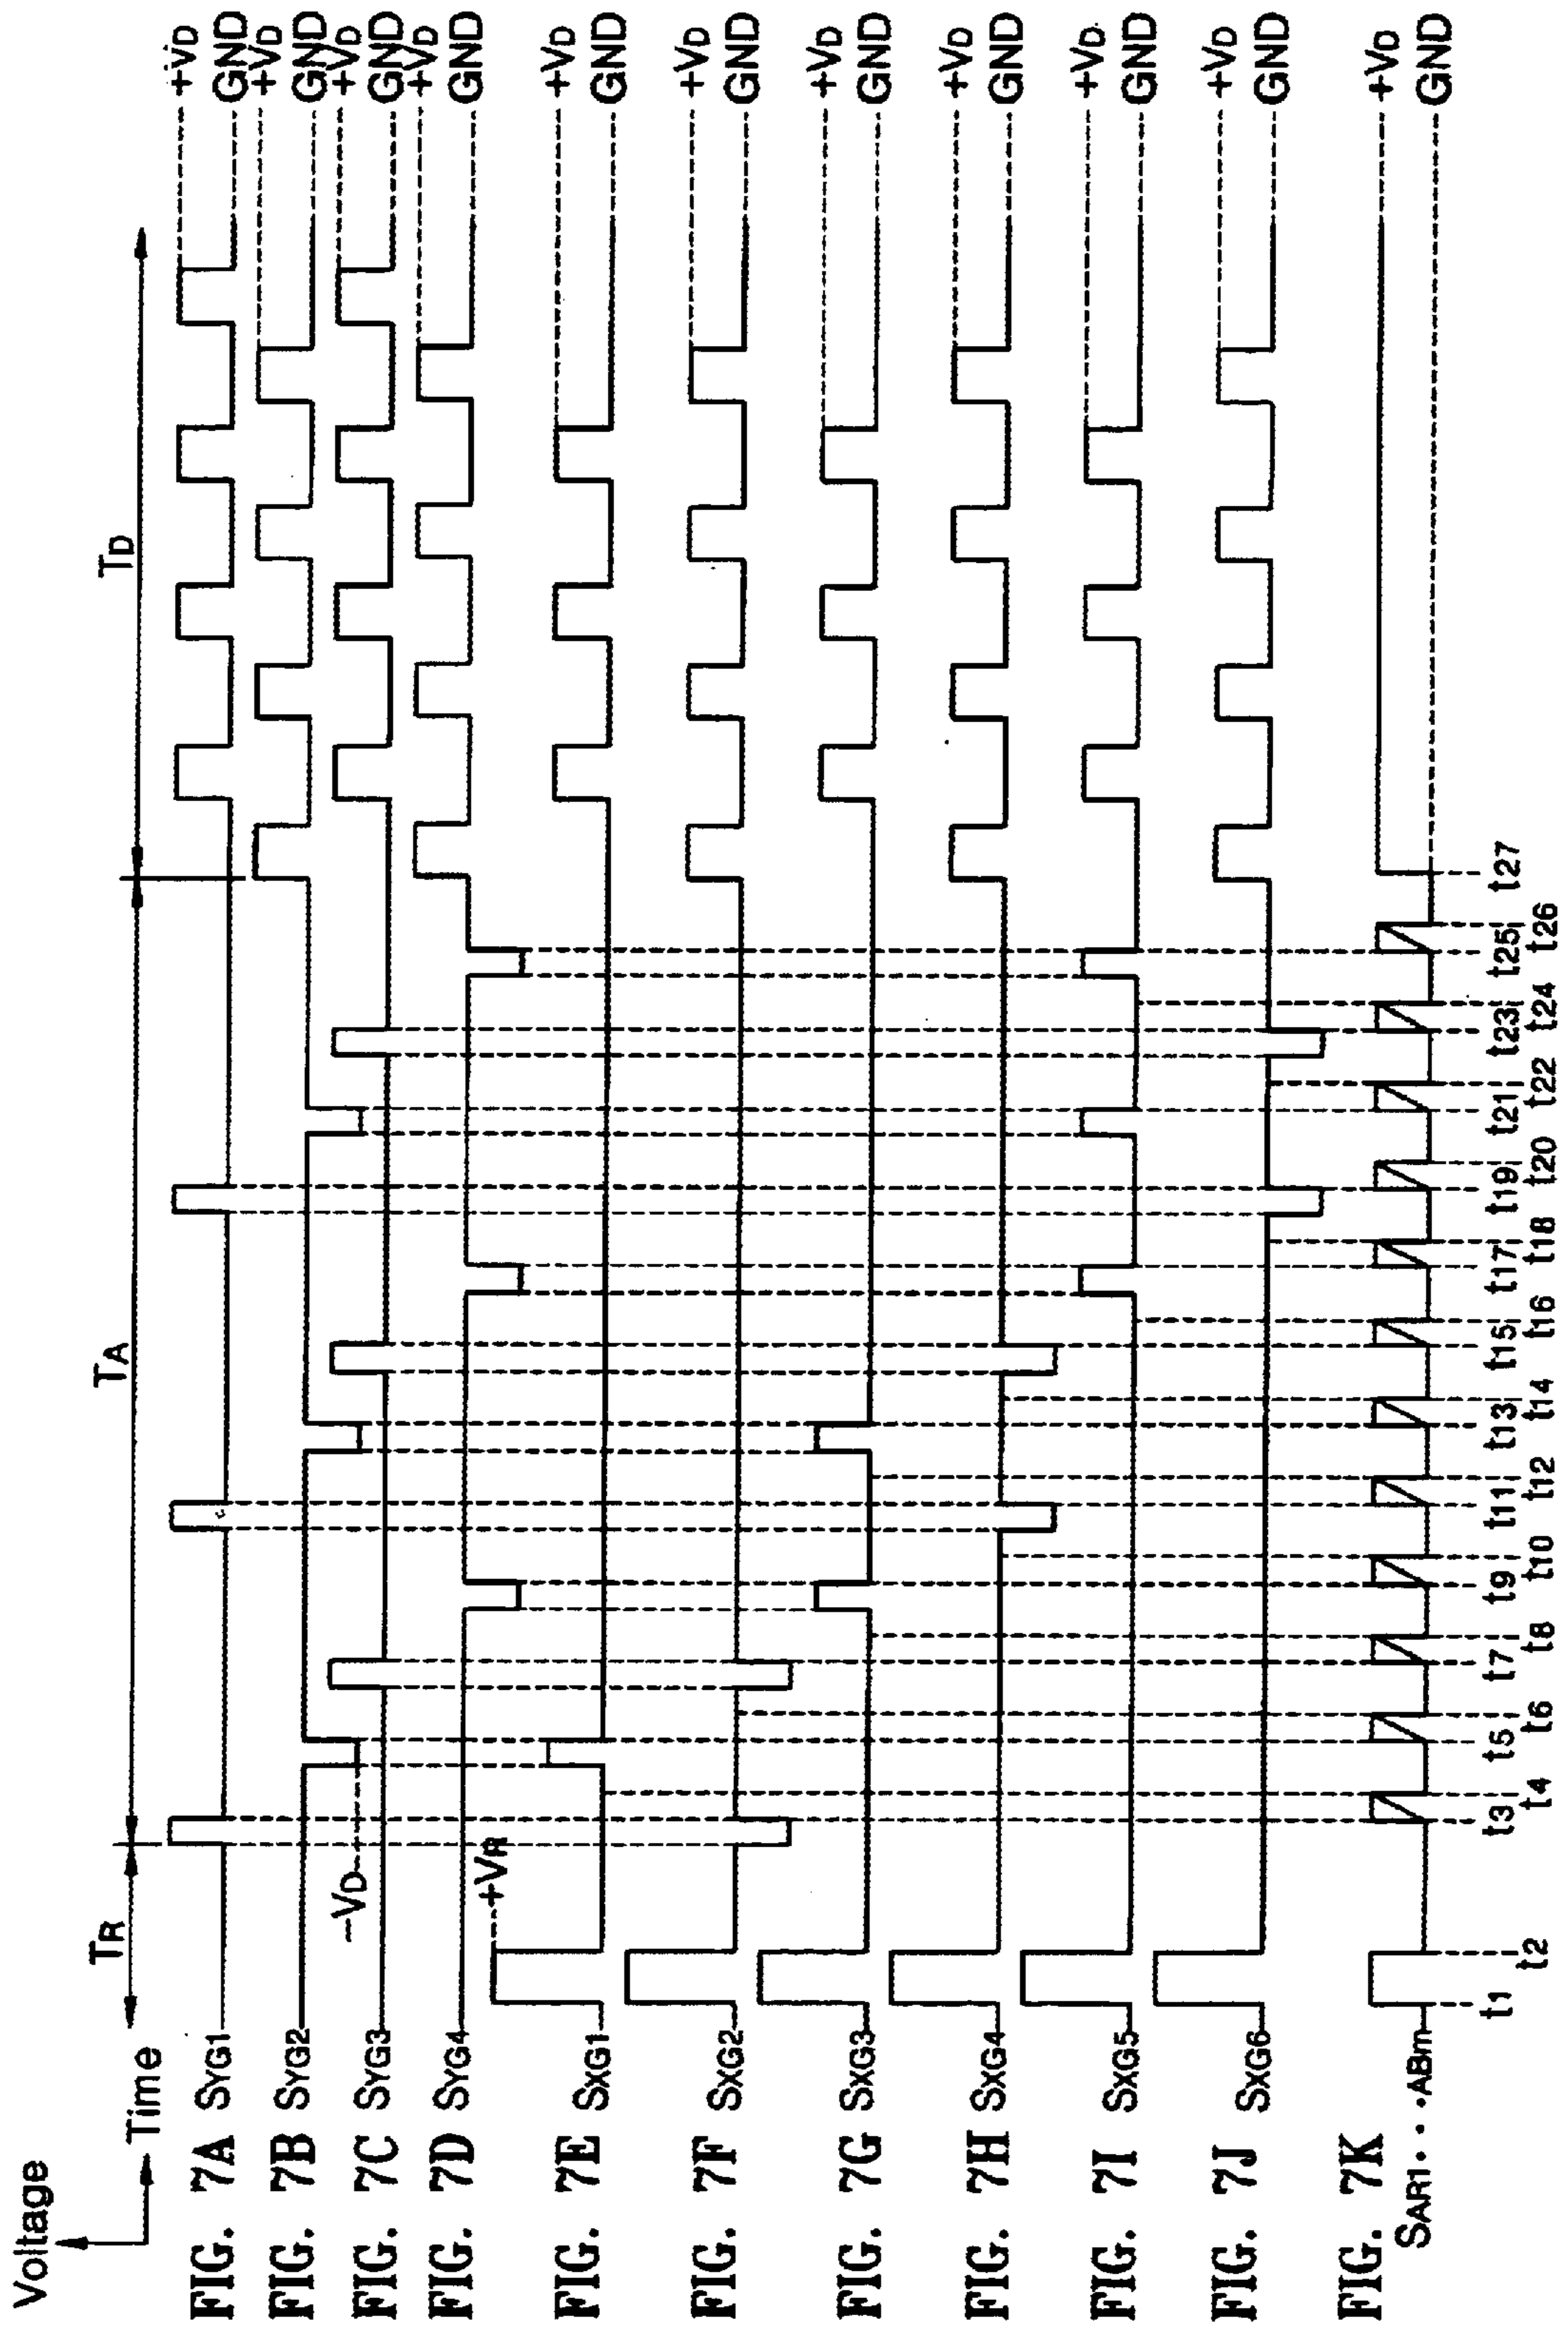 Voltage
Time
TR
TA
TD
FIG. 7A SYG1 +VD GND
FIG. 7B SYG2 -VD +VD GND
FIG. 7C SYG3 +VD GND
FIG. 7D SYG4 +VD GND
+VR
FIG. 7E SXG1 +VD GND
FIG. 7F SXG2 +VD GND
FIG. 7G SXG3 +VD GND
FIG. 7H SXG4 +VD GND
FIG. 7I SXG5 +VD GND
FIG. 7J SXG6 +VD GND
FIG. 7K SAR1···ABm +VD GND
t1 t2 t3 t4 t5 t6 t7 t8 t9 t10 t11 t12 t13 t14 t15 t16 t17 t18 t19 t20 t21 t22 t23 t24 t25 t26 t27